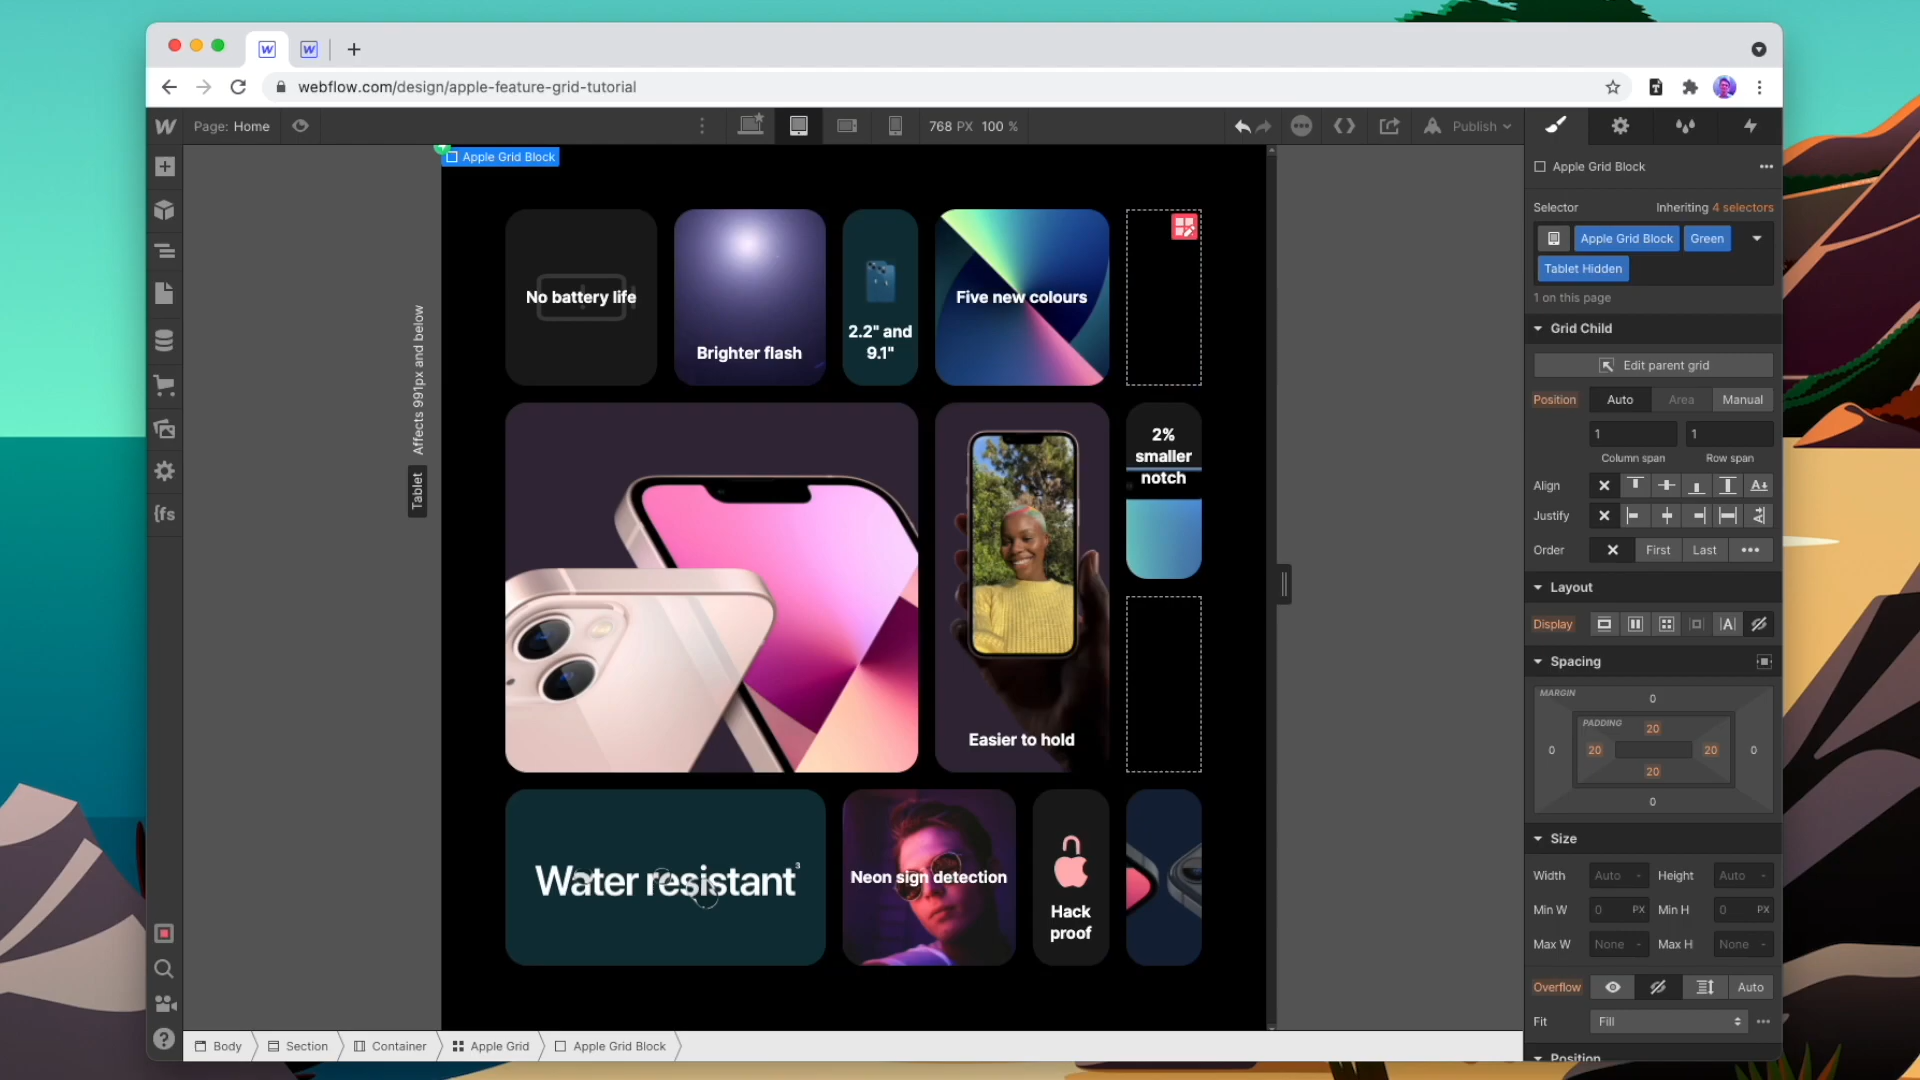 webflow.com/design/apple-feature-grid-tutorial
Page: Home
768 PX 100 %
Publish
Apple Grid Block
Affects 991px and below
Tablet
No battery life
Brighter flash
2.2" and
9.1"
Five new colours
2%
smaller
notch
Easier to hold
Water resistant³
Neon sign detection
Hack
proof
Body
Section
Container
Apple Grid
Apple Grid Block
Apple Grid Block
Selector
Inheriting 4 selectors
Apple Grid Block
Green
Tablet Hidden
1 on this page
Grid Child
Edit parent grid
Position
Auto
Area
Manual
1
1
Column span
Row span
Align
Justify
Order
First
Last
Layout
Display
Spacing
MARGIN
0
PADDING
20
0
20
20
0
20
0
Size
Width
Auto -
Height
Auto -
Min W
0 PX
Min H
0 PX
Max W
None -
Max H
None -
Overflow
Auto
Fit
Fill
Position